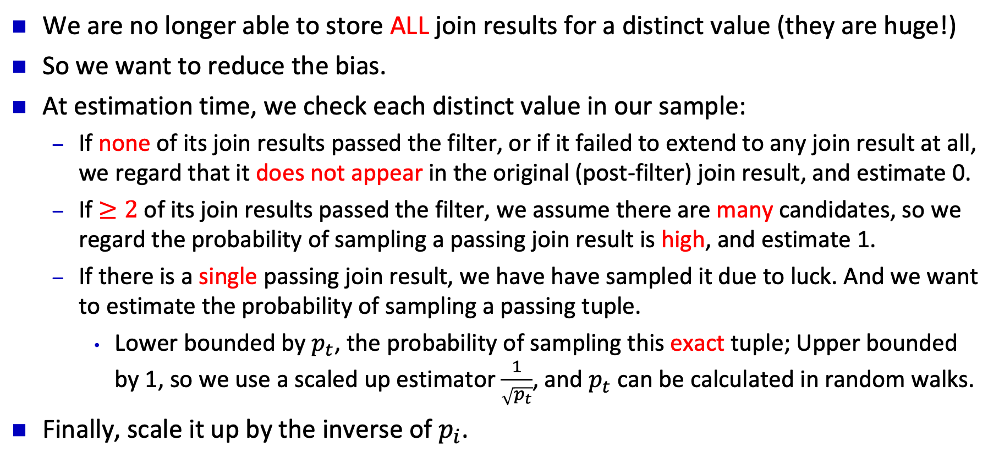 ■ We are no longer able to store ALL join results for a distinct value (they are huge!)
■ So we want to reduce the bias.
■ At estimation time, we check each distinct value in our sample:
– If none of its join results passed the filter, or if it failed to extend to any join result at all,
we regard that it does not appear in the original (post-filter) join result, and estimate 0.
– If ≥ 2 of its join results passed the filter, we assume there are many candidates, so we
regard the probability of sampling a passing join result is high, and estimate 1.
– If there is a single passing join result, we have have sampled it due to luck. And we want
to estimate the probability of sampling a passing tuple.
• Lower bounded by $p_t$, the probability of sampling this exact tuple; Upper bounded
by 1, so we use a scaled up estimator $\frac{1}{\sqrt{p_t}}$, and $p_t$ can be calculated in random walks.
■ Finally, scale it up by the inverse of $p_i$.